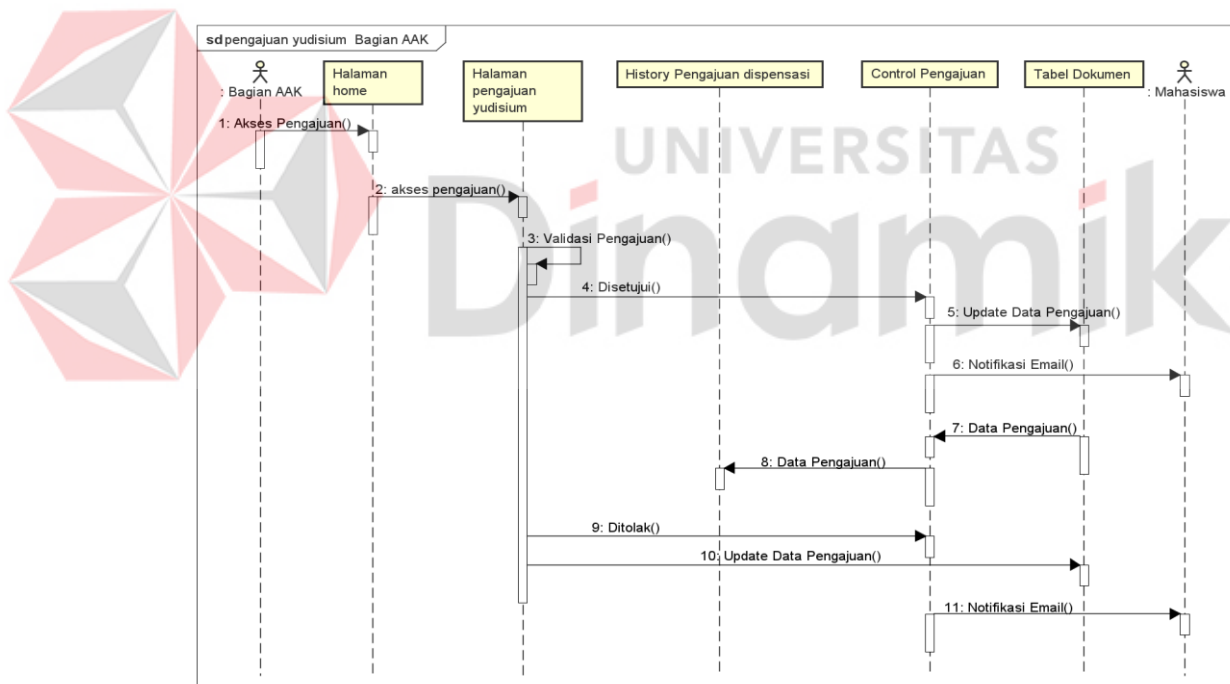 sd pengajuan yudisium Bagian AAK
: Bagian AAK
Halaman
home
Halaman
pengajuan
yudisium
History Pengajuan dispensasi
Control Pengajuan
Tabel Dokumen
: Mahasiswa
UNIVERSITAS
Dinamika
1: Akses Pengajuan()
2: akses pengajuan()
3: Validasi Pengajuan()
4: Disetujui()
5: Update Data Pengajuan()
6: Notifikasi Email()
7: Data Pengajuan()
8: Data Pengajuan()
9: Ditolak()
10: Update Data Pengajuan()
11: Notifikasi Email()